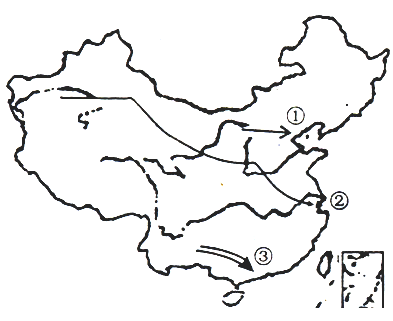 ①
②
③